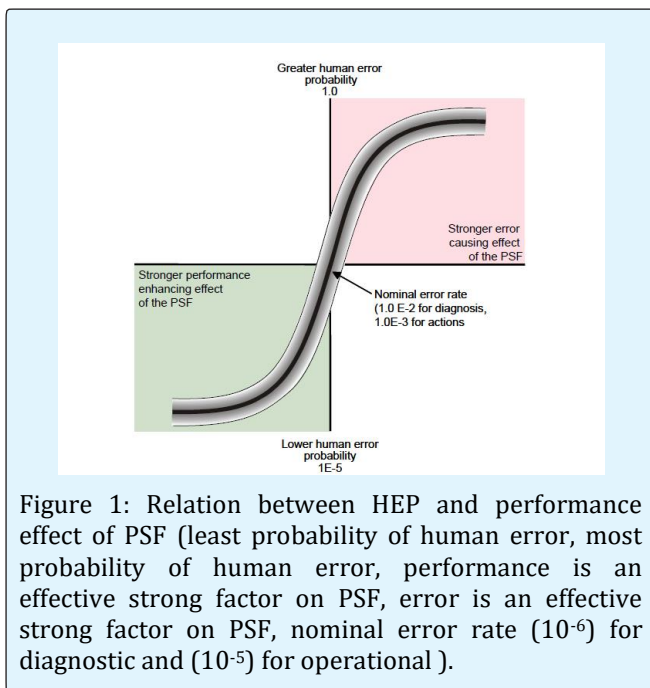 Greater human error
probability
1.0
Stronger error
causing effect
of the PSF
Stronger performance
enhancing effect
of the PSF
Nominal error rate
(1.0 E-2 for diagnosis,
1.0E-3 for actions
Lower human error
probability
1E-5
Figure 1: Relation between HEP and performance
effect of PSF (least probability of human error, most
probability of human error, performance is an
effective strong factor on PSF, error is an effective
strong factor on PSF, nominal error rate (10⁻⁶) for
diagnostic and (10⁻⁵) for operational ).